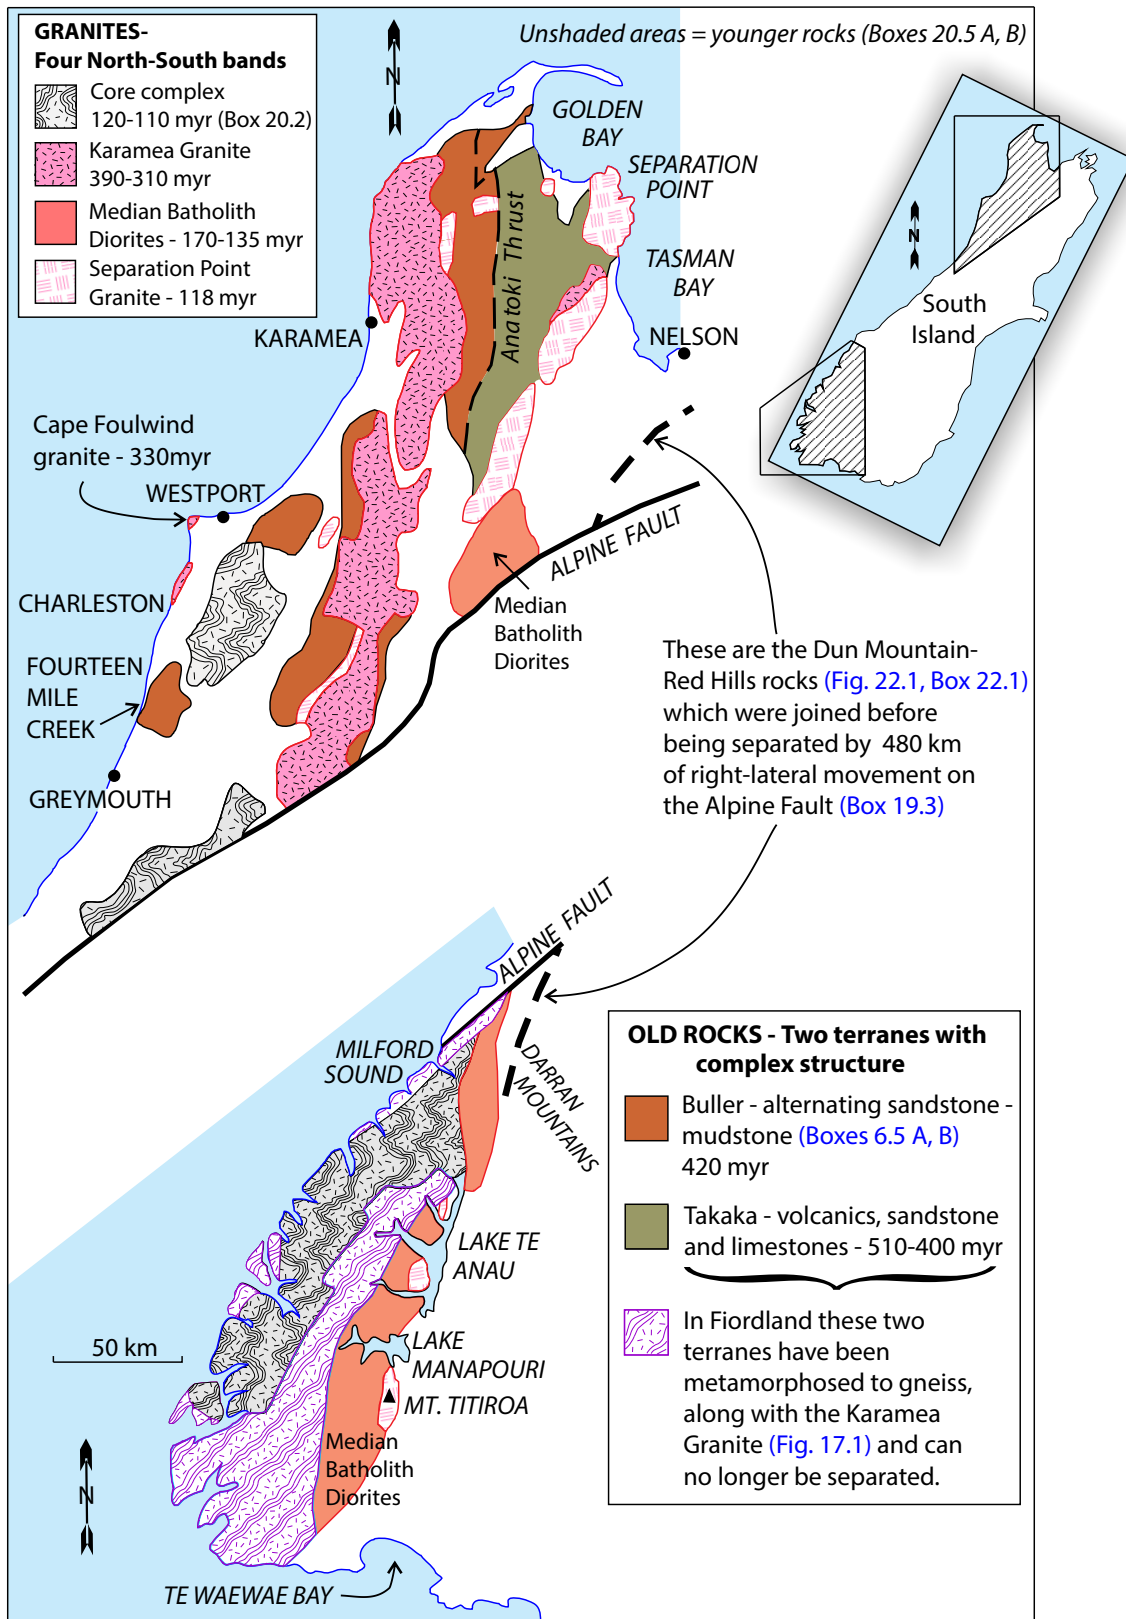 GRANITES-
Four North-South bands
Core complex
120-110 myr (Box 20.2)
Karamea Granite
390-310 myr
Median Batholith
Diorites - 170-135 myr
Separation Point
Granite - 118 myr
N
Unshaded areas = younger rocks (Boxes 20.5 A, B)
GOLDEN
BAY
SEPARATION
POINT
TASMAN
BAY
NELSON
Anatoki Thrust
KARAMEA
N
South
Island
Cape Foulwind
granite - 330myr
WESTPORT
CHARLESTON
FOURTEEN
MILE
CREEK
GREYMOUTH
ALPINE FAULT
Median
Batholith
Diorites
These are the Dun Mountain-
Red Hills rocks (Fig. 22.1, Box 22.1)
which were joined before
being separated by 480 km
of right-lateral movement on
the Alpine Fault (Box 19.3)
ALPINE FAULT
MILFORD
SOUND
DARRAN
MOUNTAINS
LAKE TE
ANAU
50 km
LAKE
MANAPOURI
MT. TITIROA
Median
Batholith
Diorites
N
TE WAEWAE BAY
OLD ROCKS - Two terranes with
complex structure
Buller - alternating sandstone -
mudstone (Boxes 6.5 A, B)
420 myr
Takaka - volcanics, sandstone
and limestones - 510-400 myr
In Fiordland these two
terranes have been
metamorphosed to gneiss,
along with the Karamea
Granite (Fig. 17.1) and can
no longer be separated.